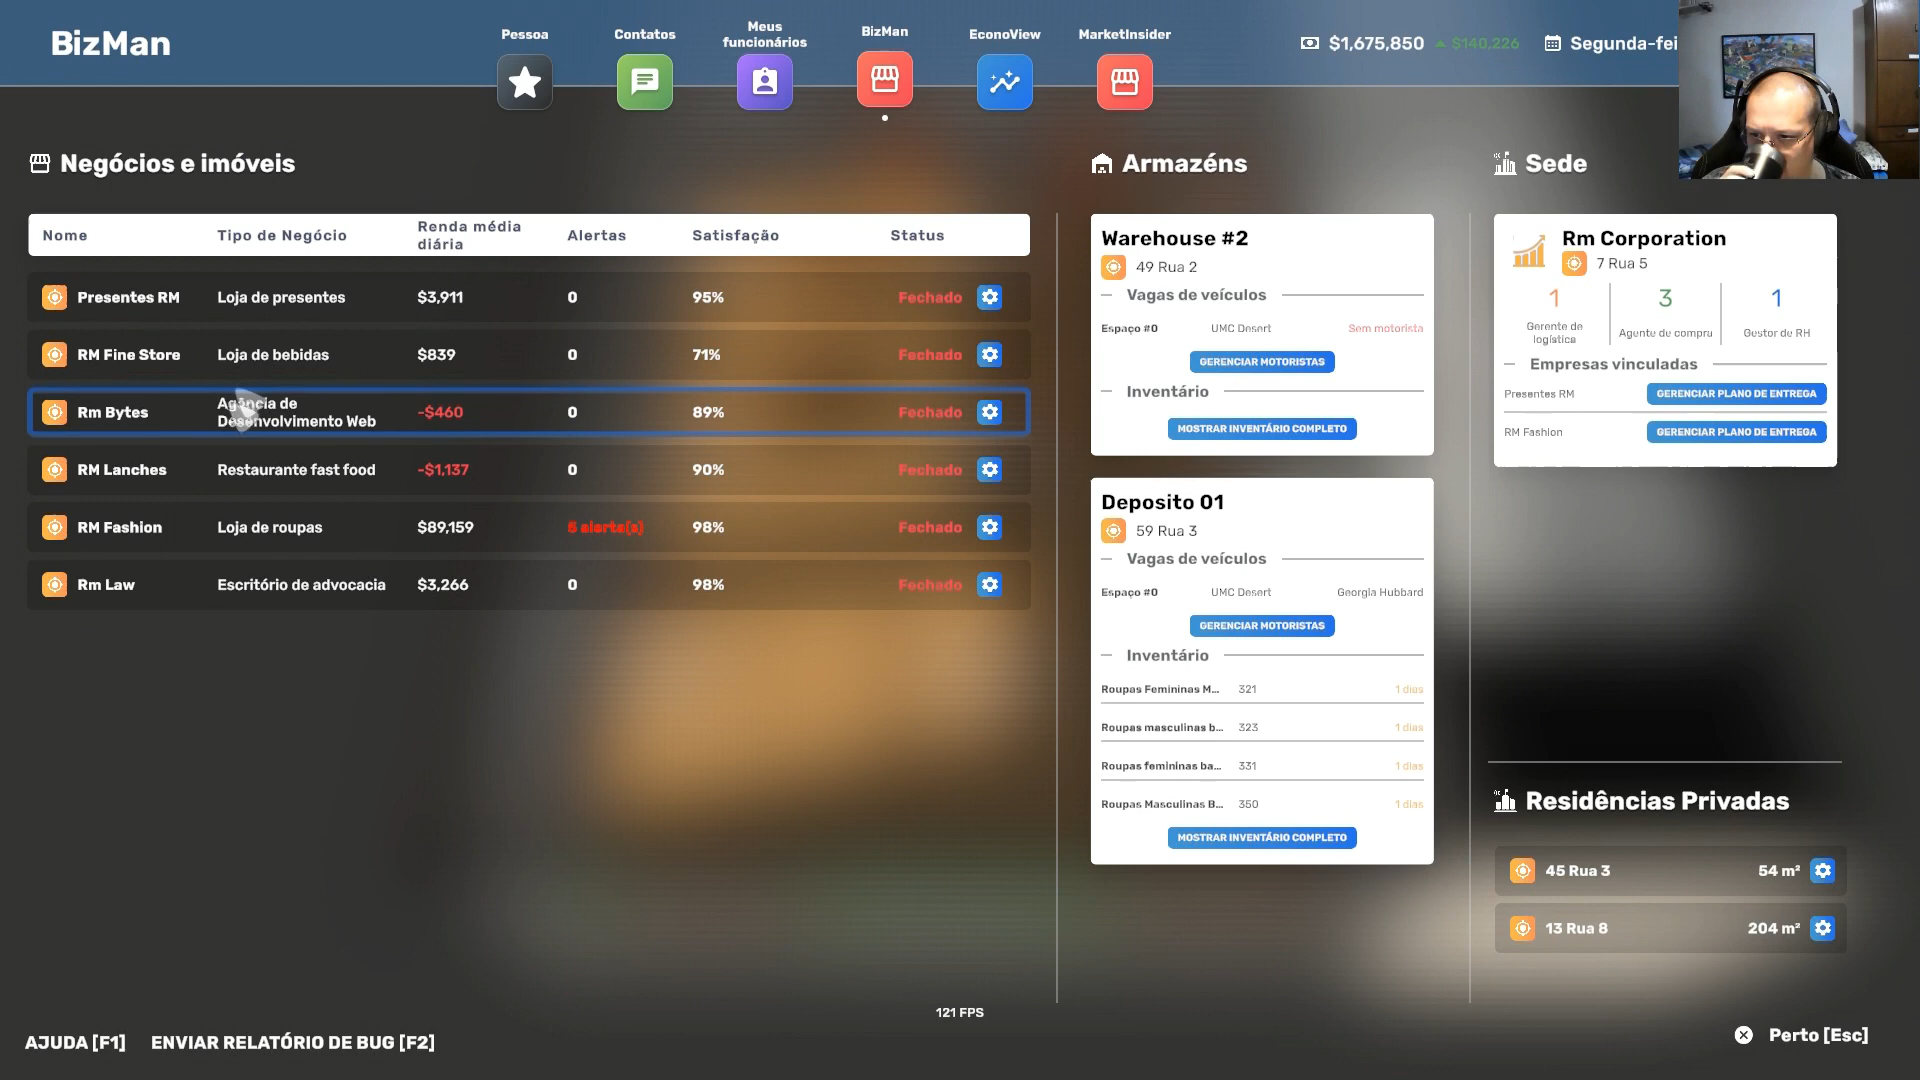 BizMan
Pessoa
Contatos
Meus
funcionários
BizMan
EconoView
MarketInsider
$1,675,850
$140,226
Segunda-fei
Negócios e imóveis
Nome
Tipo de Negócio
Renda média
diária
Alertas
Satisfação
Status
Presentes RM
Loja de presentes
$3,911
0
95%
Fechado
RM Fine Store
Loja de bebidas
$839
0
71%
Fechado
Rm Bytes
Agência de
Desenvolvimento Web
-$460
0
89%
Fechado
RM Lanches
Restaurante fast food
-$1,137
0
90%
Fechado
RM Fashion
Loja de roupas
$89,159
5 alerta(s)
98%
Fechado
Rm Law
Escritório de advocacia
$3,266
0
98%
Fechado
Armazéns
Warehouse #2
49 Rua 2
Vagas de veículos
Espaço #0
UMC Desert
Sem motorista
GERENCIAR MOTORISTAS
Inventário
MOSTRAR INVENTÁRIO COMPLETO
Deposito 01
59 Rua 3
Vagas de veículos
Espaço #0
UMC Desert
Georgia Hubbard
GERENCIAR MOTORISTAS
Inventário
Roupas Femininas M...
321
1 dias
Roupas masculinas b...
323
1 dias
Roupas femininas ba...
331
1 dias
Roupas Masculinas B...
350
1 dias
MOSTRAR INVENTÁRIO COMPLETO
Sede
Rm Corporation
7 Rua 5
1
3
1
Gerente de
logística
Agente de compra
Gestor de RH
Empresas vinculadas
Presentes RM
GERENCIAR PLANO DE ENTREGA
RM Fashion
GERENCIAR PLANO DE ENTREGA
Residências Privadas
45 Rua 3
54 m²
13 Rua 8
204 m²
121 FPS
AJUDA [F1]
ENVIAR RELATÓRIO DE BUG [F2]
Perto [Esc]